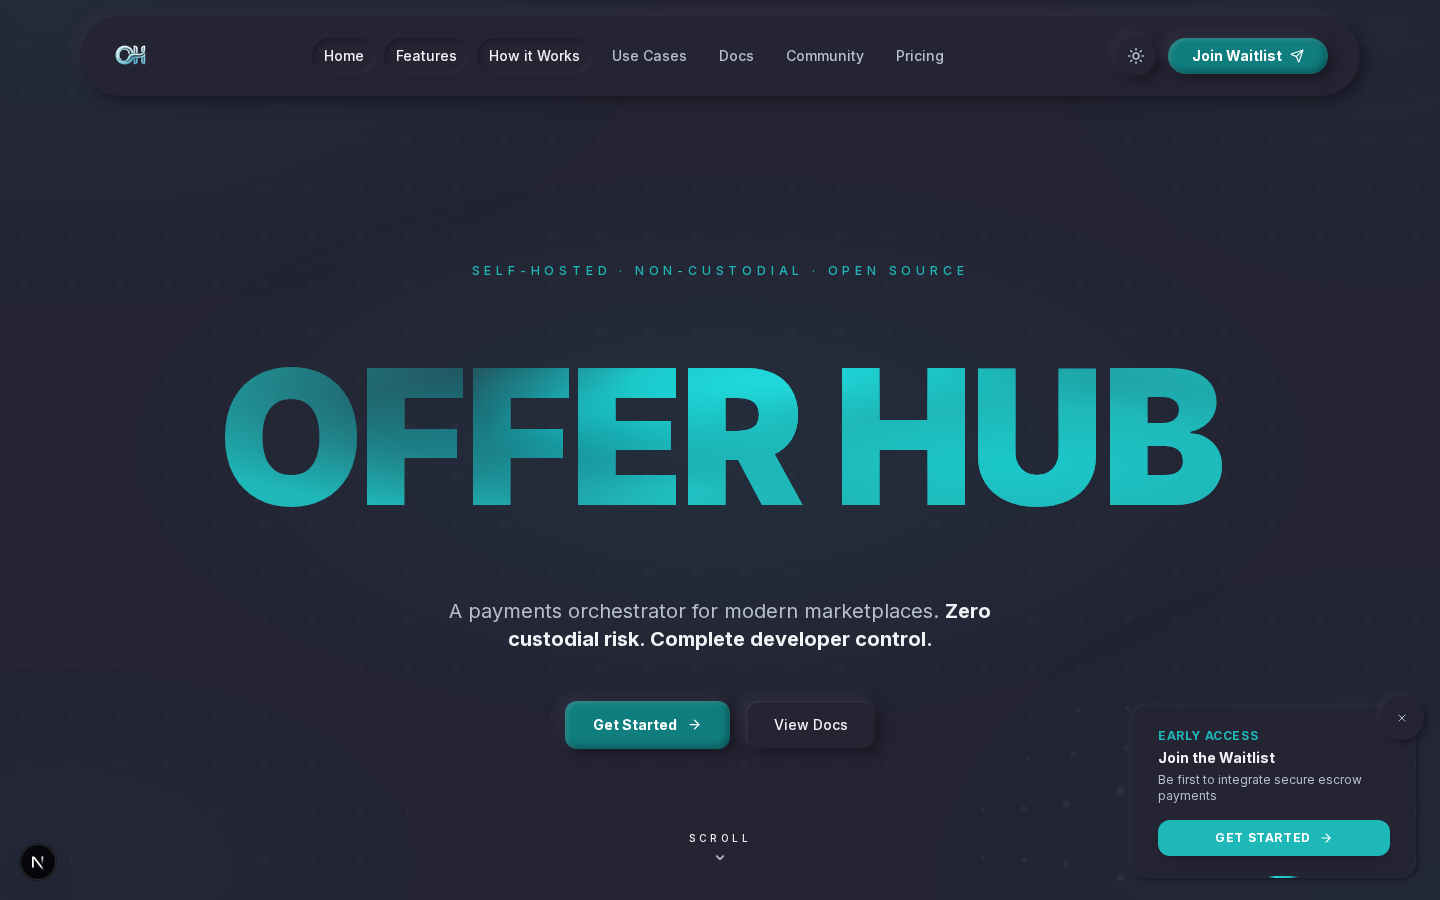 OH
Home Features How it Works Use Cases Docs Community Pricing
Join Waitlist
SELF-HOSTED · NON-CUSTODIAL · OPEN SOURCE
OFFER HUB
A payments orchestrator for modern marketplaces. Zero
custodial risk. Complete developer control.
Get Started
View Docs
EARLY ACCESS
Join the Waitlist
Be first to integrate secure escrow
payments
GET STARTED
SCROLL
N